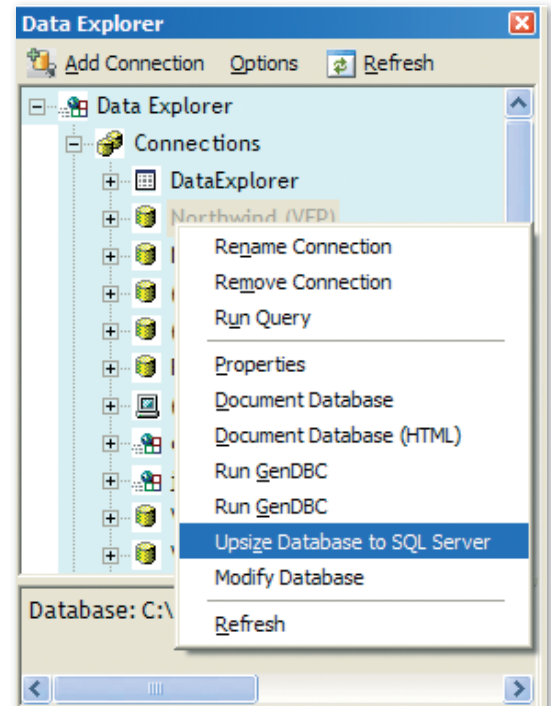 Data Explorer
Add Connection Options Refresh
Data Explorer
Connections
DataExplorer
Northwind (VFP)
Rename Connection
Remove Connection
Run Query
Properties
Document Database
Document Database (HTML)
Run GenDBC
Run GenDBC
Upsize Database to SQL Server
Modify Database
Refresh
Database: C:\